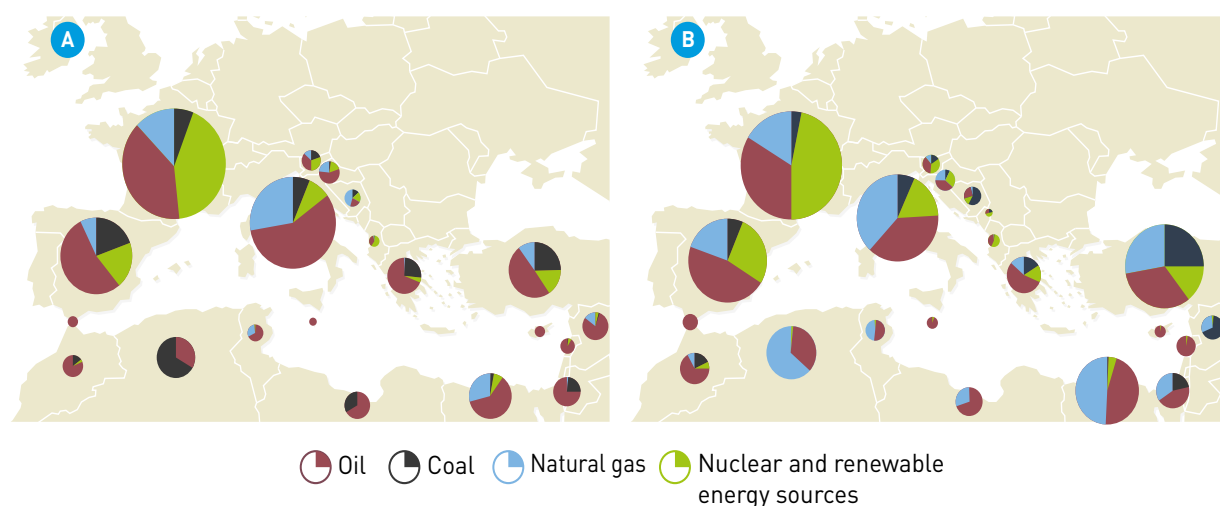 A
B
Oil
Coal
Natural gas
Nuclear and renewable
energy sources